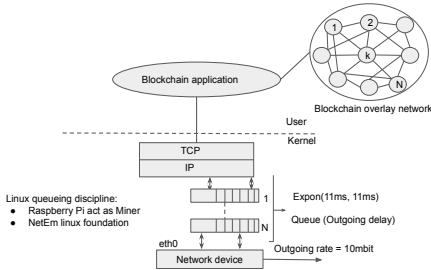 1
2
k
N
Blockchain application
Blockchain overlay network
User
Kernel
TCP
IP
Linux queueing discipline:
● Raspberry Pi act as Miner
● NetEm linux foundation
1
Expon(11ms, 11ms)
N
Queue (Outgoing delay)
eth0
Outgoing rate = 10mbit
Network device